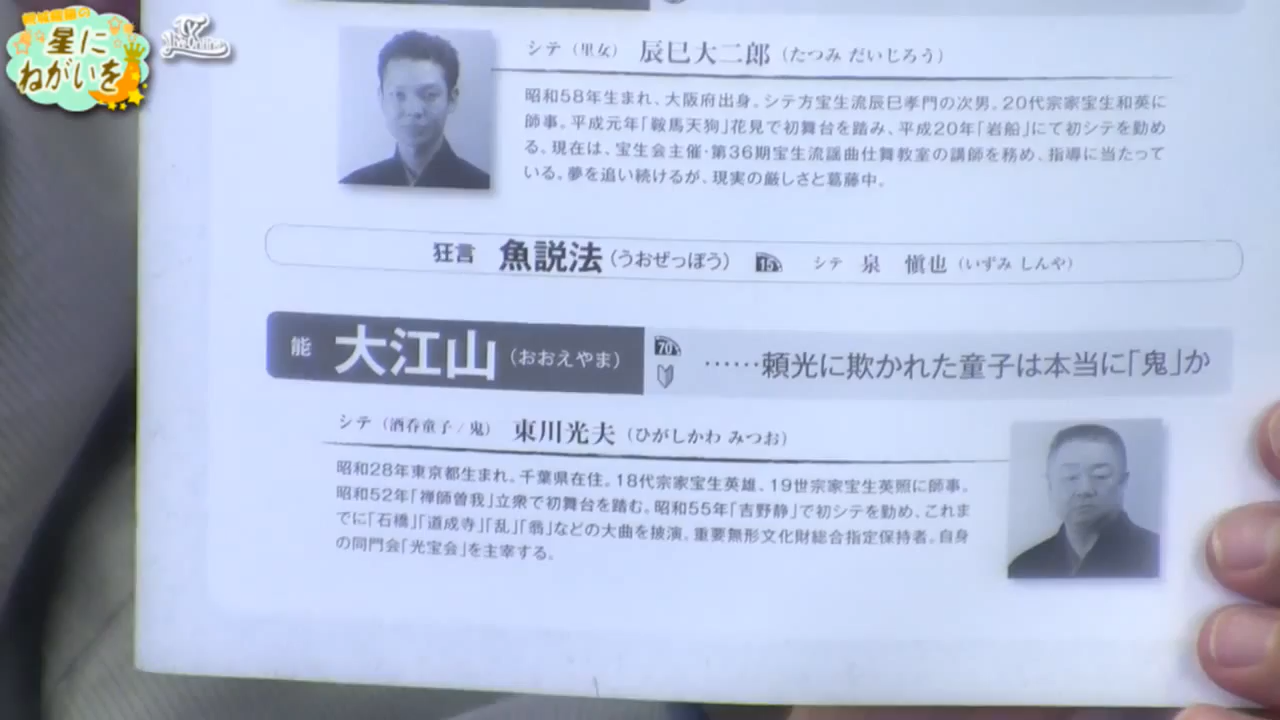 星に
ねがいを
シテ（里女） 辰巳大二郎（たつみ だいじろう）
昭和58年生まれ、大阪府出身。シテ方宝生流辰巳孝門の次男。20代宗家宝生和英に
師事。平成元年「鞍馬天狗」花見で初舞台を踏み、平成20年「岩船」にて初シテを勤め
る。現在は、宝生会主催・第36期宝生流謡曲仕舞教室の講師を務め、指導に当たって
いる。夢を追い続けるが、現実の厳しさと葛藤中。
狂言 魚説法（うおぜっぽう） 15 シテ 泉 愼也（いずみ しんや）
能 大江山（おおえやま） 70 ……頼光に欺かれた童子は本当に「鬼」か
シテ（酒呑童子／鬼） 東川光夫（ひがしかわ みつお）
昭和28年東京都生まれ。千葉県在住。18代宗家宝生英雄、19世宗家宝生英照に師事。
昭和52年「禅師曽我」立衆で初舞台を踏む。昭和55年「吉野静」で初シテを勤め、これま
でに「石橋」「道成寺」「乱」「翁」などの大曲を披演。重要無形文化財総合指定保持者。自身
の同門会「光宝会」を主宰する。